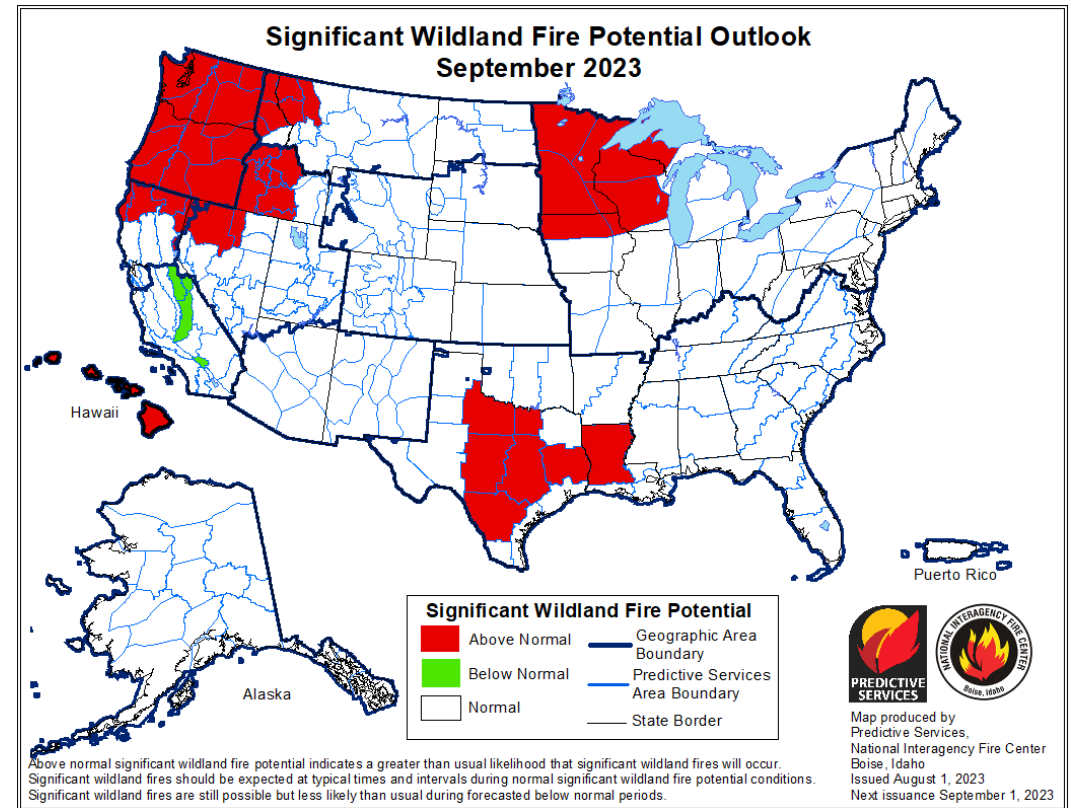 Significant Wildland Fire Potential Outlook
September 2023
Hawaii
Alaska
Puerto Rico
Significant Wildland Fire Potential
Above Normal
Below Normal
Normal
Geographic Area
Boundary
Predictive Services
Area Boundary
State Border
PREDICTIVE
SERVICES
NATIONAL INTERAGENCY FIRE CENTER
Boise, Idaho
Map produced by
Predictive Services,
National Interagency Fire Center
Boise, Idaho
Issued August 1, 2023
Next issuance September 1, 2023
Above normal significant wildland fire potential indicates a greater than usual likelihood that significant wildland fires will occur.
Significant wildland fires should be expected at typical times and intervals during normal significant wildland fire potential conditions.
Significant wildland fires are still possible but less likely than usual during forecasted below normal periods.